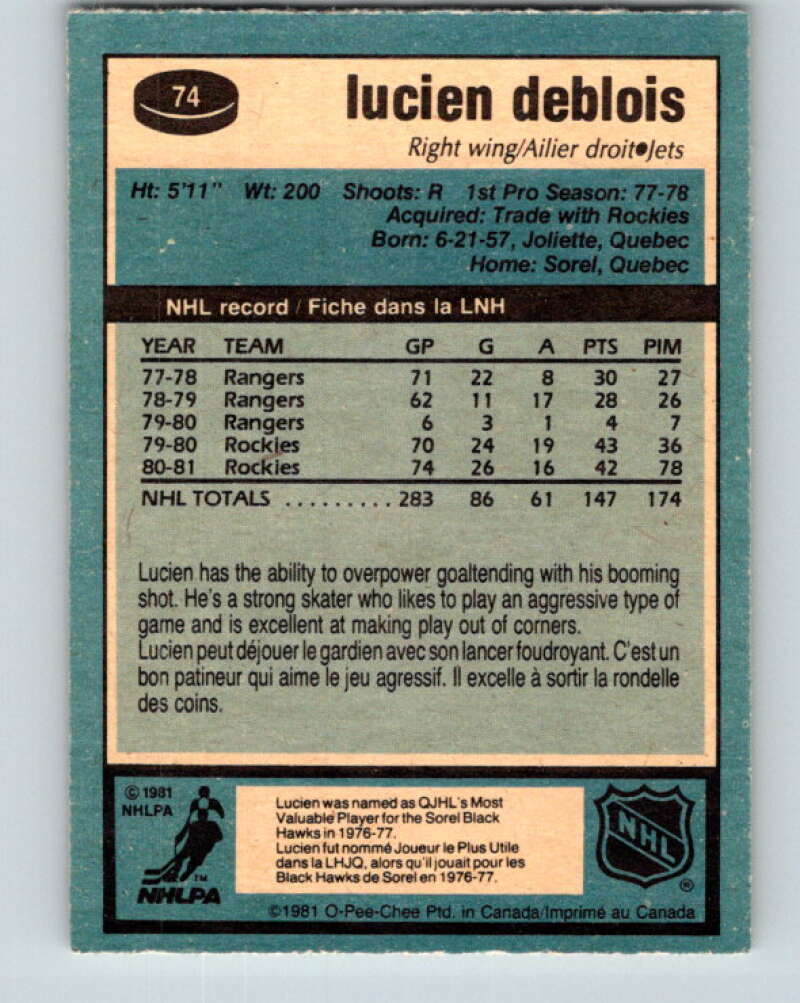 74
lucien deblois
Right wing/Ailier droit•Jets
Ht: 5'11" Wt: 200 Shoots: R 1st Pro Season: 77-78
Acquired: Trade with Rockies
Born: 6-21-57, Joliette, Quebec
Home: Sorel, Quebec
NHL record / Fiche dans la LNH
YEAR TEAM GP G A PTS PIM
77-78 Rangers 71 22 8 30 27
78-79 Rangers 62 11 17 28 26
79-80 Rangers 6 3 1 4 7
79-80 Rockies 70 24 19 43 36
80-81 Rockies 74 26 16 42 78
NHL TOTALS ......... 283 86 61 147 174
Lucien has the ability to overpower goaltending with his booming
shot. He's a strong skater who likes to play an aggressive type of
game and is excellent at making play out of corners.
Lucien peut déjouer le gardien avec son lancer foudroyant. C'est un
bon patineur qui aime le jeu agressif. Il excelle à sortir la rondelle
des coins.
© 1981
NHLPA
TM
NHLPA
Lucien was named as QJHL's Most
Valuable Player for the Sorel Black
Hawks in 1976-77.
Lucien fut nommé Joueur le Plus Utile
dans la LHJQ, alors qu'il jouait pour les
Black Hawks de Sorel en 1976-77.
NHL
®
©1981 O-Pee-Chee Ptd. in Canada/Imprimé au Canada